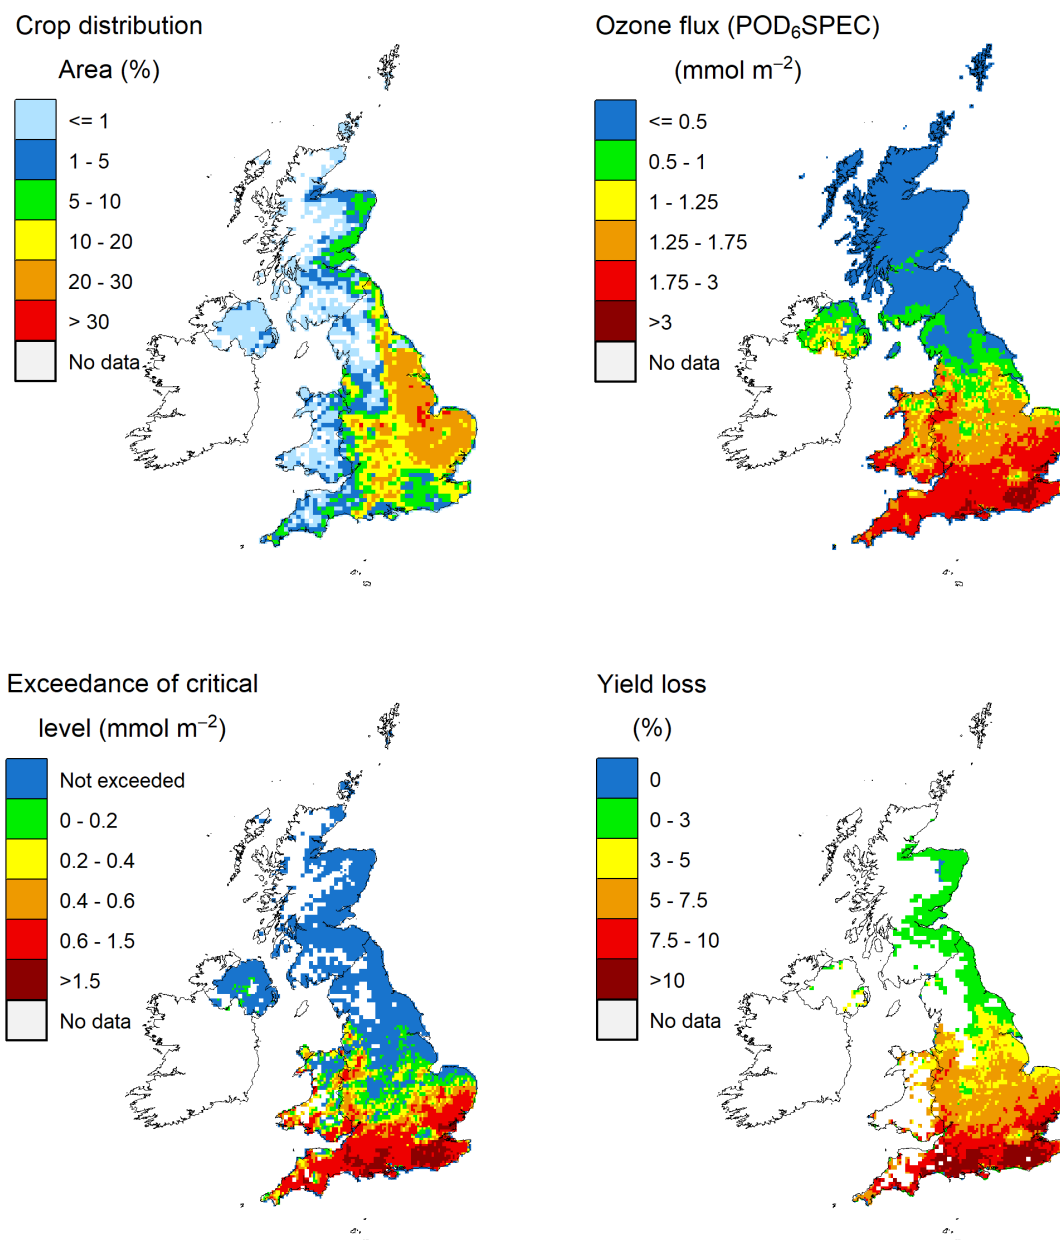 Crop distribution
Area (%)
<= 1
1 - 5
5 - 10
10 - 20
20 - 30
> 30
No data
Ozone flux (POD₆SPEC)
(mmol m⁻²)
<= 0.5
0.5 - 1
1 - 1.25
1.25 - 1.75
1.75 - 3
>3
No data
Exceedance of critical
level (mmol m⁻²)
Not exceeded
0 - 0.2
0.2 - 0.4
0.4 - 0.6
0.6 - 1.5
>1.5
No data
Yield loss
(%)
0
0 - 3
3 - 5
5 - 7.5
7.5 - 10
>10
No data